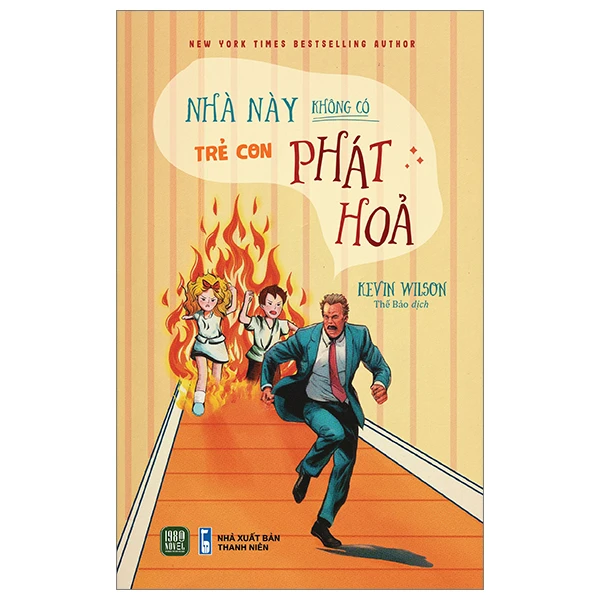 NEW YORK TIMES BESTSELLING AUTHOR
NHÀ NÀY KHÔNG CÓ
TRẺ CON PHÁT
HOẢ
KEVIN WILSON
Thế Bảo dịch
1980
NOVEL
NHÀ XUẤT BẢN
THANH NIÊN